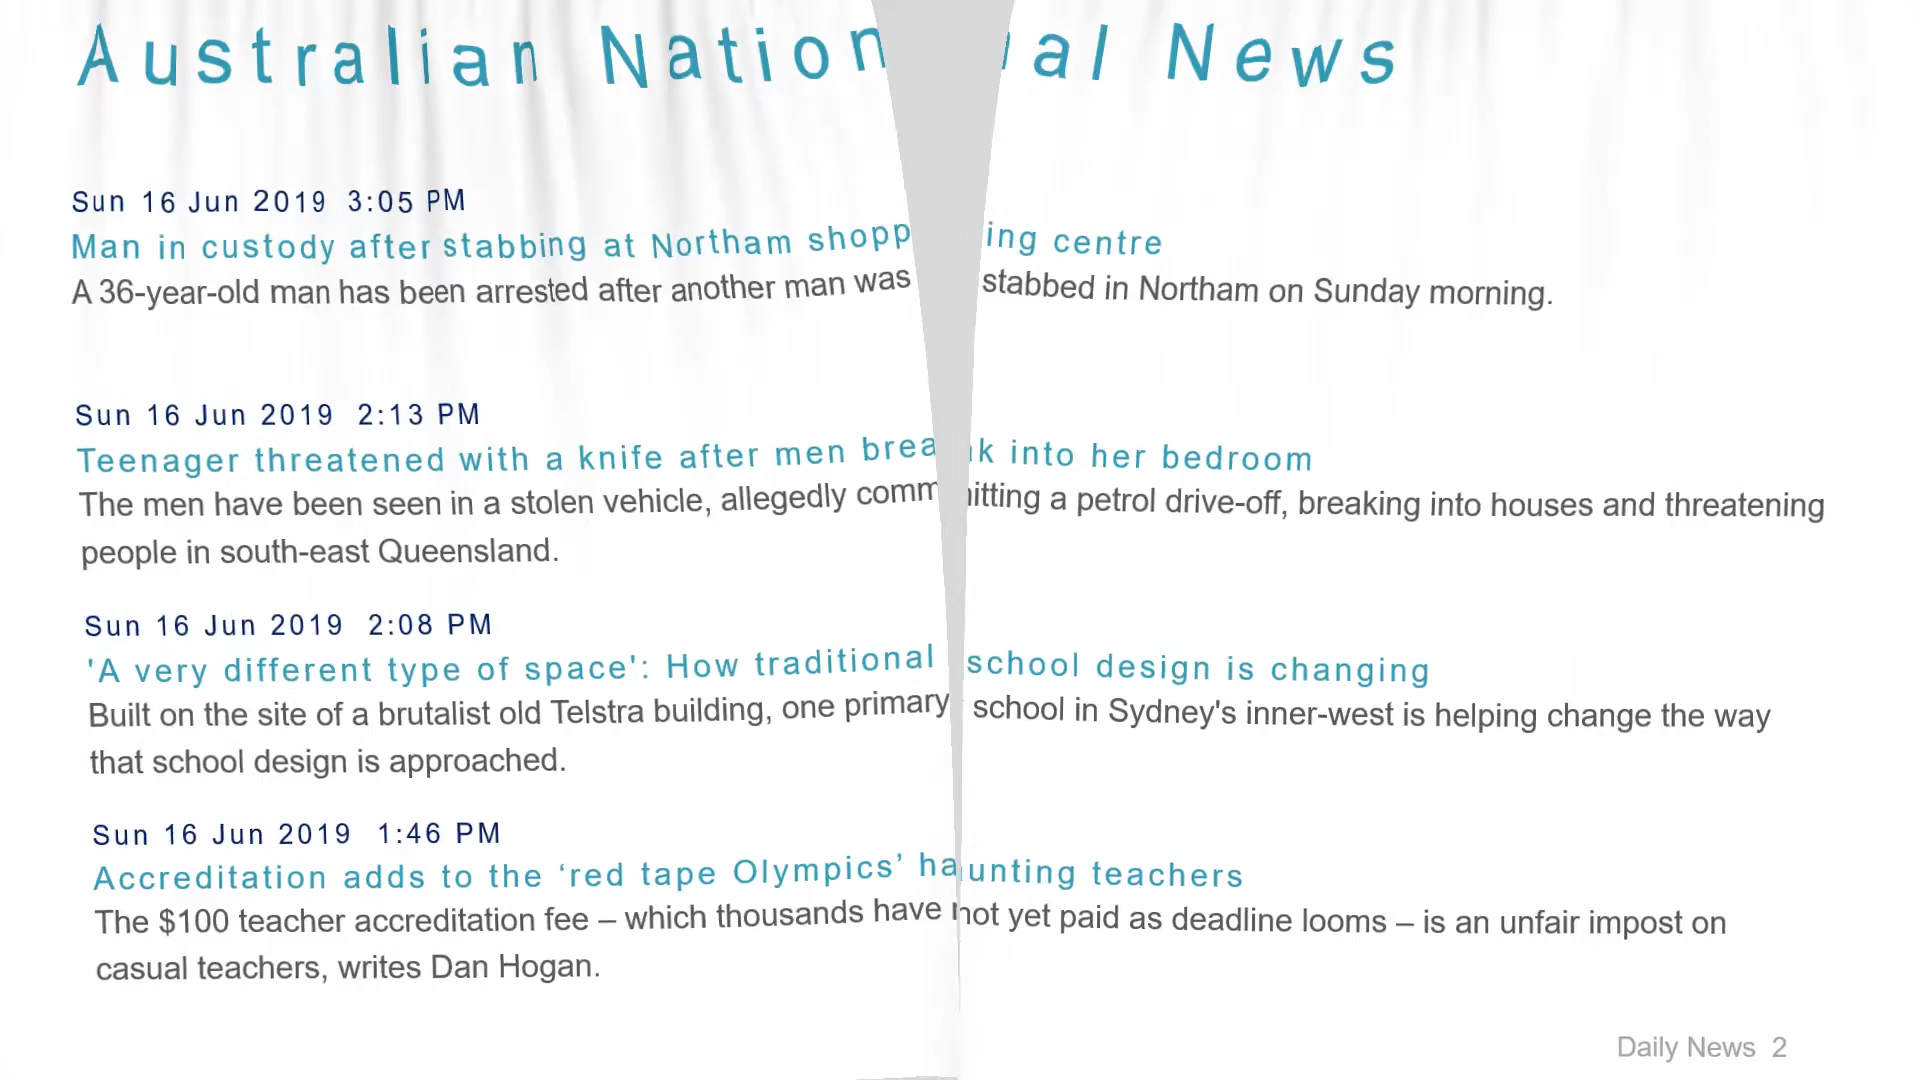 Australian National News
Sun 16 Jun 2019 3:05 PM
Man in custody after stabbing at Northam shopping centre
A 36-year-old man has been arrested after another man was stabbed in Northam on Sunday morning.
Sun 16 Jun 2019 2:13 PM
Teenager threatened with a knife after men break into her bedroom
The men have been seen in a stolen vehicle, allegedly committing a petrol drive-off, breaking into houses and threatening
people in south-east Queensland.
Sun 16 Jun 2019 2:08 PM
'A very different type of space': How traditional school design is changing
Built on the site of a brutalist old Telstra building, one primary school in Sydney's inner-west is helping change the way
that school design is approached.
Sun 16 Jun 2019 1:46 PM
Accreditation adds to the ‘red tape Olympics’ haunting teachers
The $100 teacher accreditation fee – which thousands have not yet paid as deadline looms – is an unfair impost on
casual teachers, writes Dan Hogan.
Daily News 2